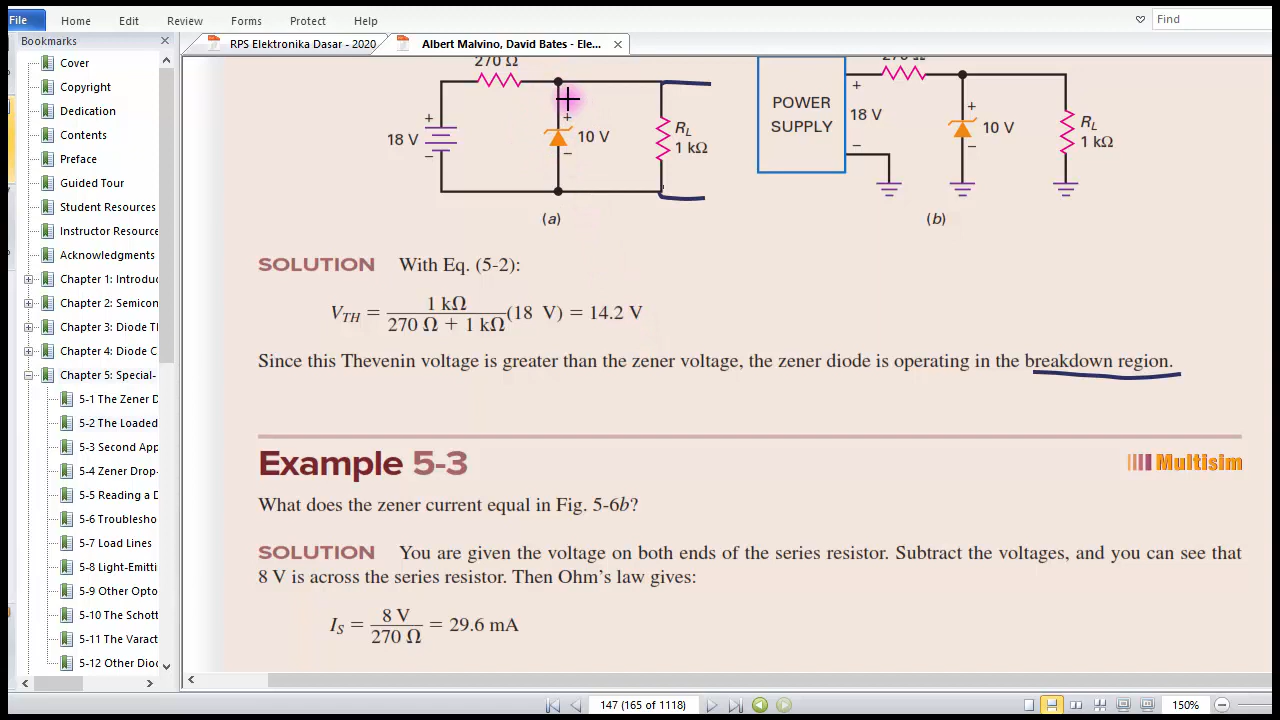 File Home Edit Review Forms Protect Help Find
Bookmarks
RPS Elektronika Dasar - 2020
Albert Malvino, David Bates - Ele...
Cover
Copyright
Dedication
Contents
Preface
Guided Tour
Student Resources
Instructor Resource
Acknowledgments
Chapter 1: Introduc
Chapter 2: Semicon
Chapter 3: Diode Th
Chapter 4: Diode C
Chapter 5: Special-
5-1 The Zener D
5-2 The Loaded
5-3 Second App
5-4 Zener Drop-
5-5 Reading a D
5-6 Troublesho
5-7 Load Lines
5-8 Light-Emitti
5-9 Other Opto
5-10 The Schott
5-11 The Varact
5-12 Other Diod
270 Ω
18 V
+
−
+
10 V
−
RL
1 kΩ
(a)
270 Ω
POWER
SUPPLY
+
18 V
−
+
10 V
−
RL
1 kΩ
(b)
SOLUTION With Eq. (5-2):
VTH = 1 kΩ / 270 Ω + 1 kΩ (18 V) = 14.2 V
Since this Thevenin voltage is greater than the zener voltage, the zener diode is operating in the breakdown region.
Example 5-3
Multisim
What does the zener current equal in Fig. 5-6b?
SOLUTION You are given the voltage on both ends of the series resistor. Subtract the voltages, and you can see that
8 V is across the series resistor. Then Ohm's law gives:
IS = 8 V / 270 Ω = 29.6 mA
147 (165 of 1118)
150%